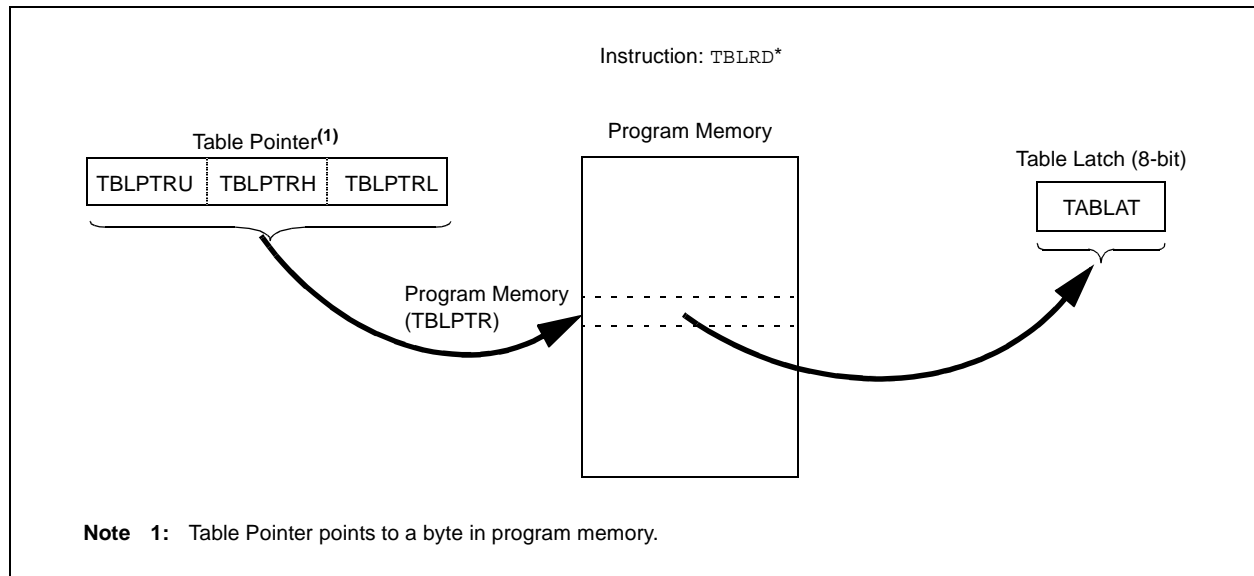 Instruction: TBLRD*
Table Pointer(1)
TBLPTRU TBLPTRH TBLPTRL
Program Memory
Table Latch (8-bit)
TABLAT
Program Memory
(TBLPTR)
Note 1: Table Pointer points to a byte in program memory.